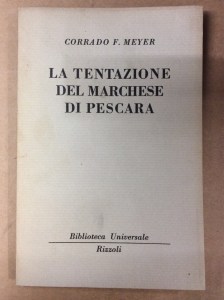 CORRADO F. MEYER
LA TENTAZIONE
DEL MARCHESE
DI PESCARA
Biblioteca Universale
Rizzoli